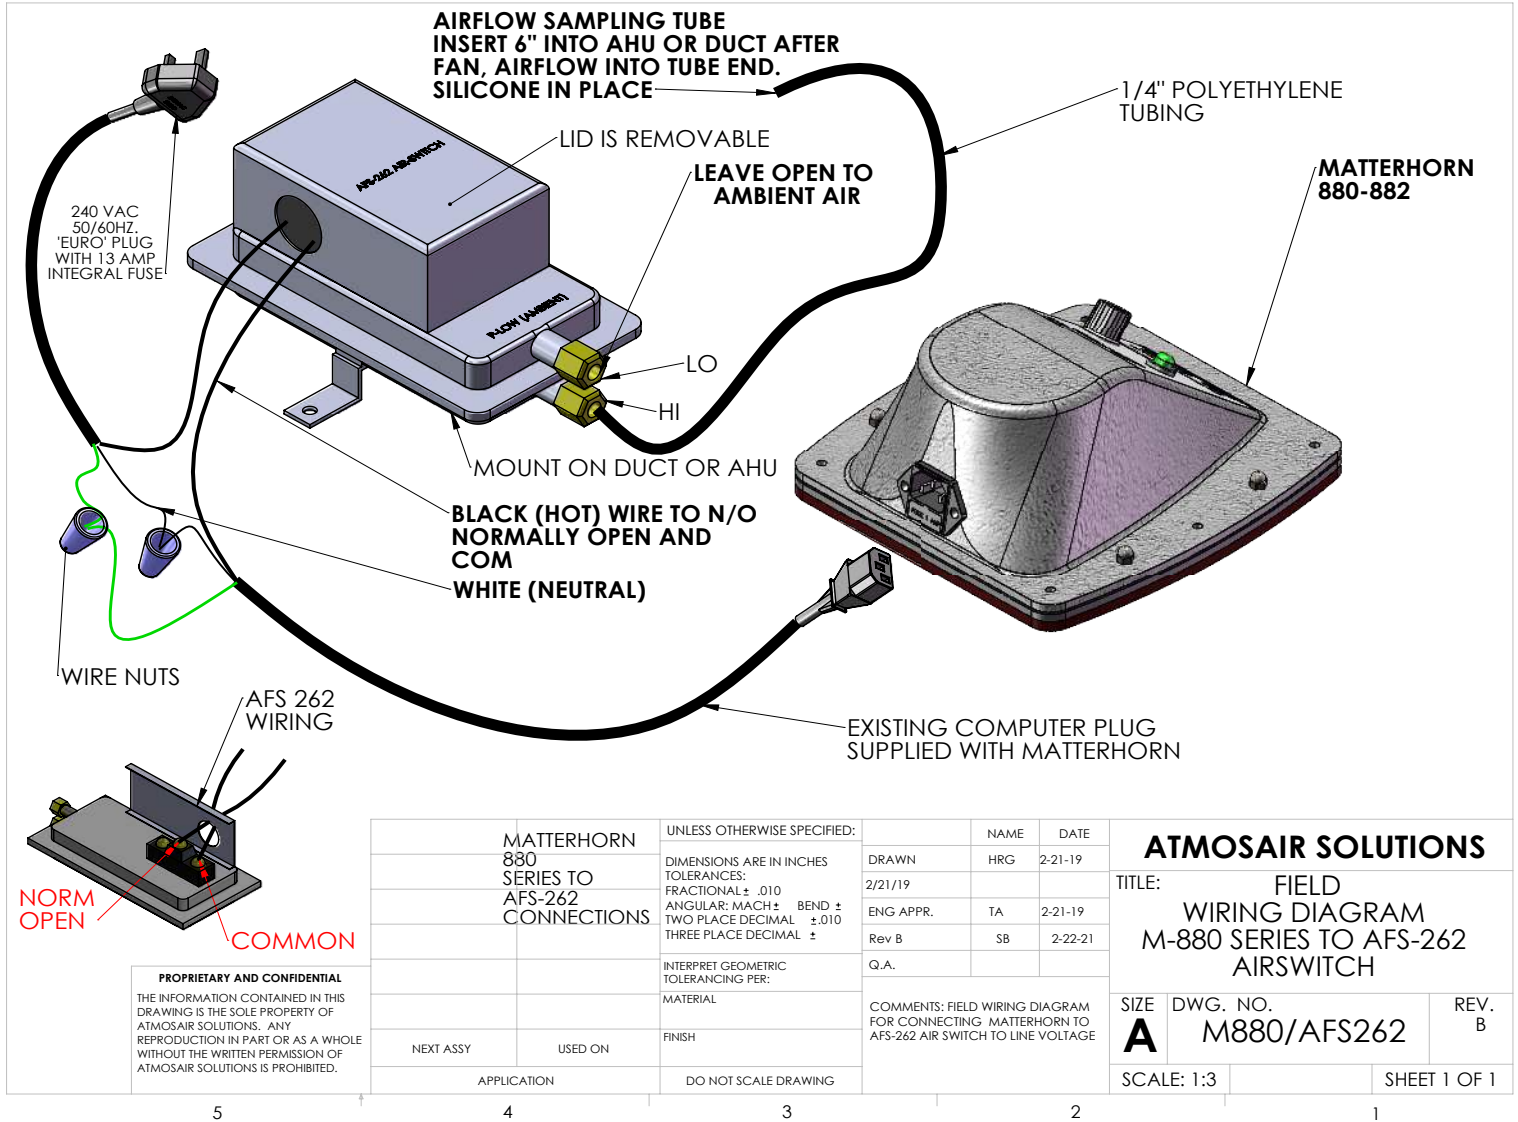 AIRFLOW SAMPLING TUBE
INSERT 6" INTO AHU OR DUCT AFTER
FAN, AIRFLOW INTO TUBE END.
SILICONE IN PLACE
1/4" POLYETHYLENE
TUBING
LID IS REMOVABLE
LEAVE OPEN TO
AMBIENT AIR
MATTERHORN
880-882
AFS-262 AIR-SWITCH
240 VAC
50/60HZ.
'EURO' PLUG
WITH 13 AMP
INTEGRAL FUSE
P-LOW (AMBIENT)
LO
HI
MOUNT ON DUCT OR AHU
BLACK (HOT) WIRE TO N/O
NORMALLY OPEN AND
COM
WHITE (NEUTRAL)
WIRE NUTS
AFS 262
WIRING
EXISTING COMPUTER PLUG
SUPPLIED WITH MATTERHORN
NORM
OPEN
COMMON
PROPRIETARY AND CONFIDENTIAL
THE INFORMATION CONTAINED IN THIS
DRAWING IS THE SOLE PROPERTY OF
ATMOSAIR SOLUTIONS. ANY
REPRODUCTION IN PART OR AS A WHOLE
WITHOUT THE WRITTEN PERMISSION OF
ATMOSAIR SOLUTIONS IS PROHIBITED.
MATTERHORN
880
SERIES TO
AFS-262
CONNECTIONS
NEXT ASSY
USED ON
APPLICATION
UNLESS OTHERWISE SPECIFIED:
DIMENSIONS ARE IN INCHES
TOLERANCES:
FRACTIONAL ± .010
ANGULAR: MACH ± BEND ±
TWO PLACE DECIMAL ±.010
THREE PLACE DECIMAL ±
INTERPRET GEOMETRIC
TOLERANCING PER:
MATERIAL
FINISH
DO NOT SCALE DRAWING
NAME DATE
DRAWN HRG 2-21-19
2/21/19
ENG APPR. TA 2-21-19
Rev B SB 2-22-21
Q.A.
COMMENTS: FIELD WIRING DIAGRAM
FOR CONNECTING MATTERHORN TO
AFS-262 AIR SWITCH TO LINE VOLTAGE
ATMOSAIR SOLUTIONS
TITLE:
FIELD
WIRING DIAGRAM
M-880 SERIES TO AFS-262
AIRSWITCH
SIZE
A
DWG. NO.
M880/AFS262
REV.
B
SCALE: 1:3
SHEET 1 OF 1
5 4 3 2 1